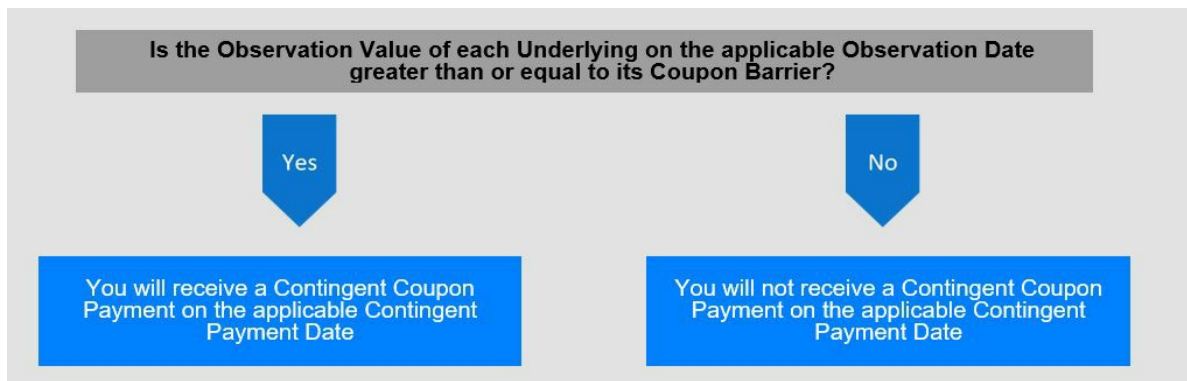 Is the Observation Value of each Underlying on the applicable Observation Date
greater than or equal to its Coupon Barrier?
Yes
No
You will receive a Contingent Coupon
Payment on the applicable Contingent
Payment Date
You will not receive a Contingent Coupon
Payment on the applicable Contingent
Payment Date